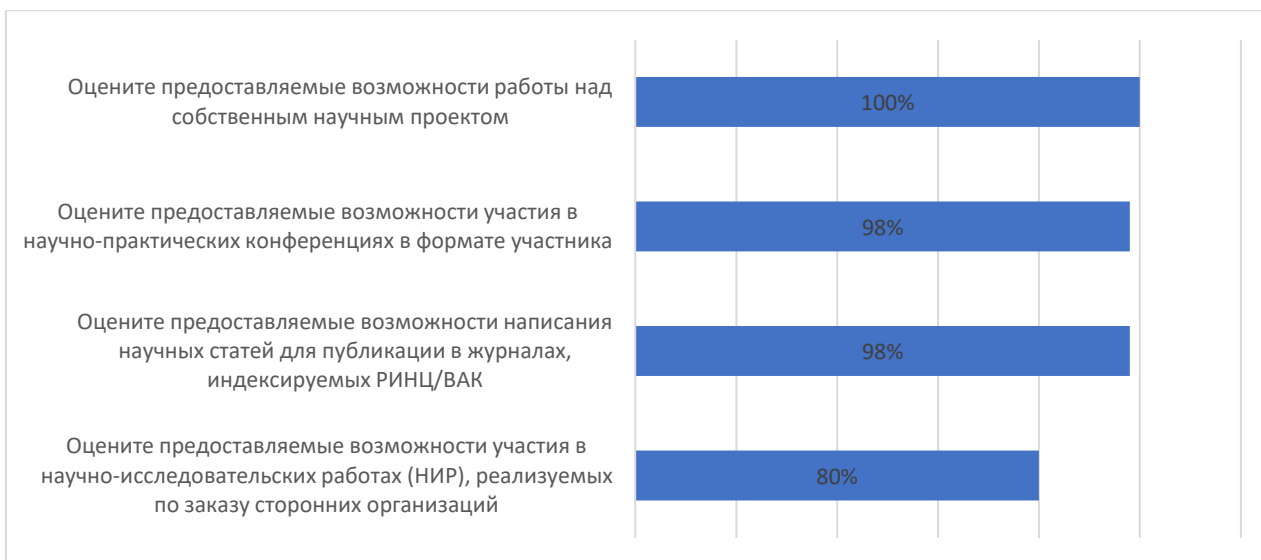 Оцените предоставляемые возможности работы над
собственным научным проектом
100%
Оцените предоставляемые возможности участия в
научно-практических конференциях в формате участника
98%
Оцените предоставляемые возможности написания
научных статей для публикации в журналах,
индексируемых РИНЦ/ВАК
98%
Оцените предоставляемые возможности участия в
научно-исследовательских работах (НИР), реализуемых
по заказу сторонних организаций
80%